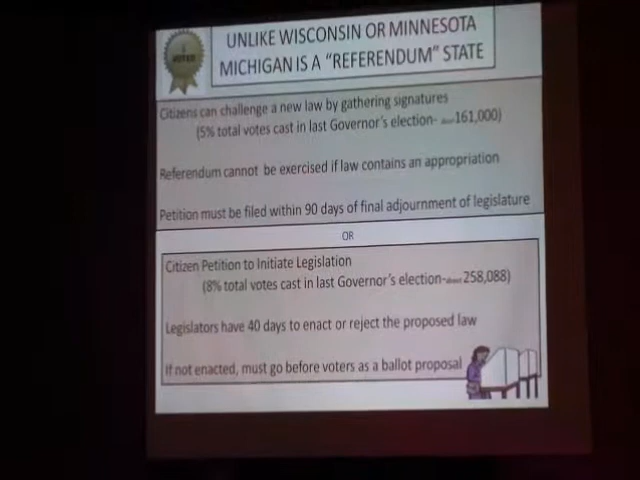 I
VOTED
UNLIKE WISCONSIN OR MINNESOTA
MICHIGAN IS A "REFERENDUM" STATE
Citizens can challenge a new law by gathering signatures
(5% total votes cast in last Governor's election- about 161,000)
Referendum cannot be exercised if law contains an appropriation
Petition must be filed within 90 days of final adjournment of legislature
OR
Citizen Petition to Initiate Legislation
(8% total votes cast in last Governor's election-about 258,088)
Legislators have 40 days to enact or reject the proposed law
If not enacted, must go before voters as a ballot proposal